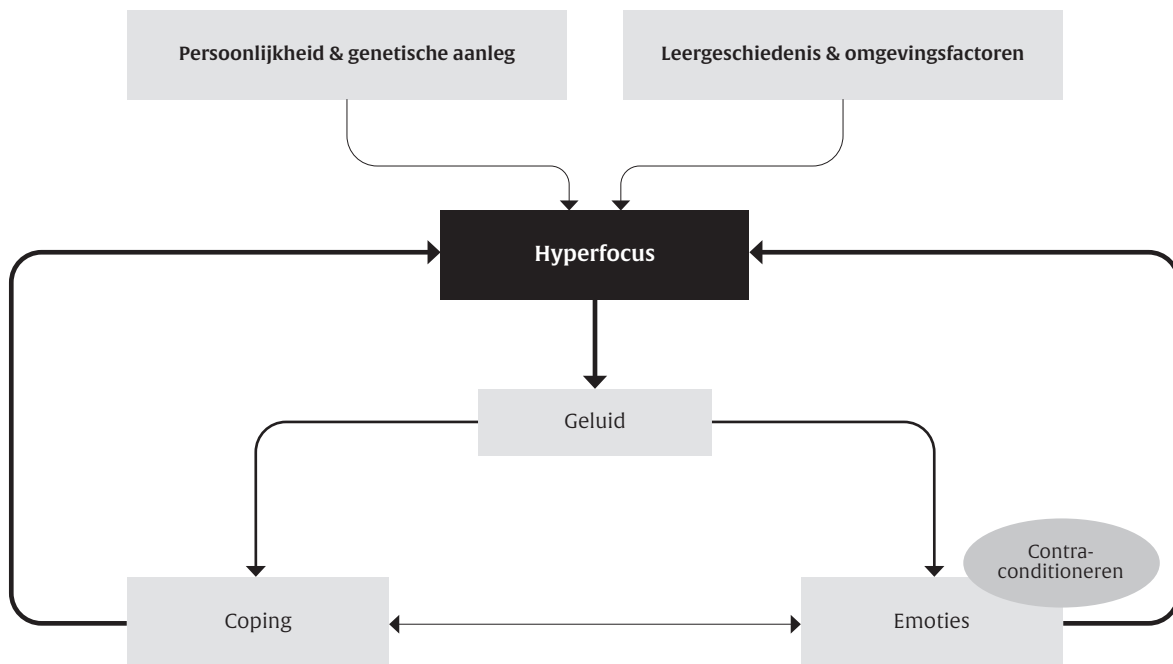 Persoonlijkheid & genetische aanleg
Leergeschiedenis & omgevingsfactoren
Hyperfocus
Geluid
Contra-
conditioneren
Coping
Emoties